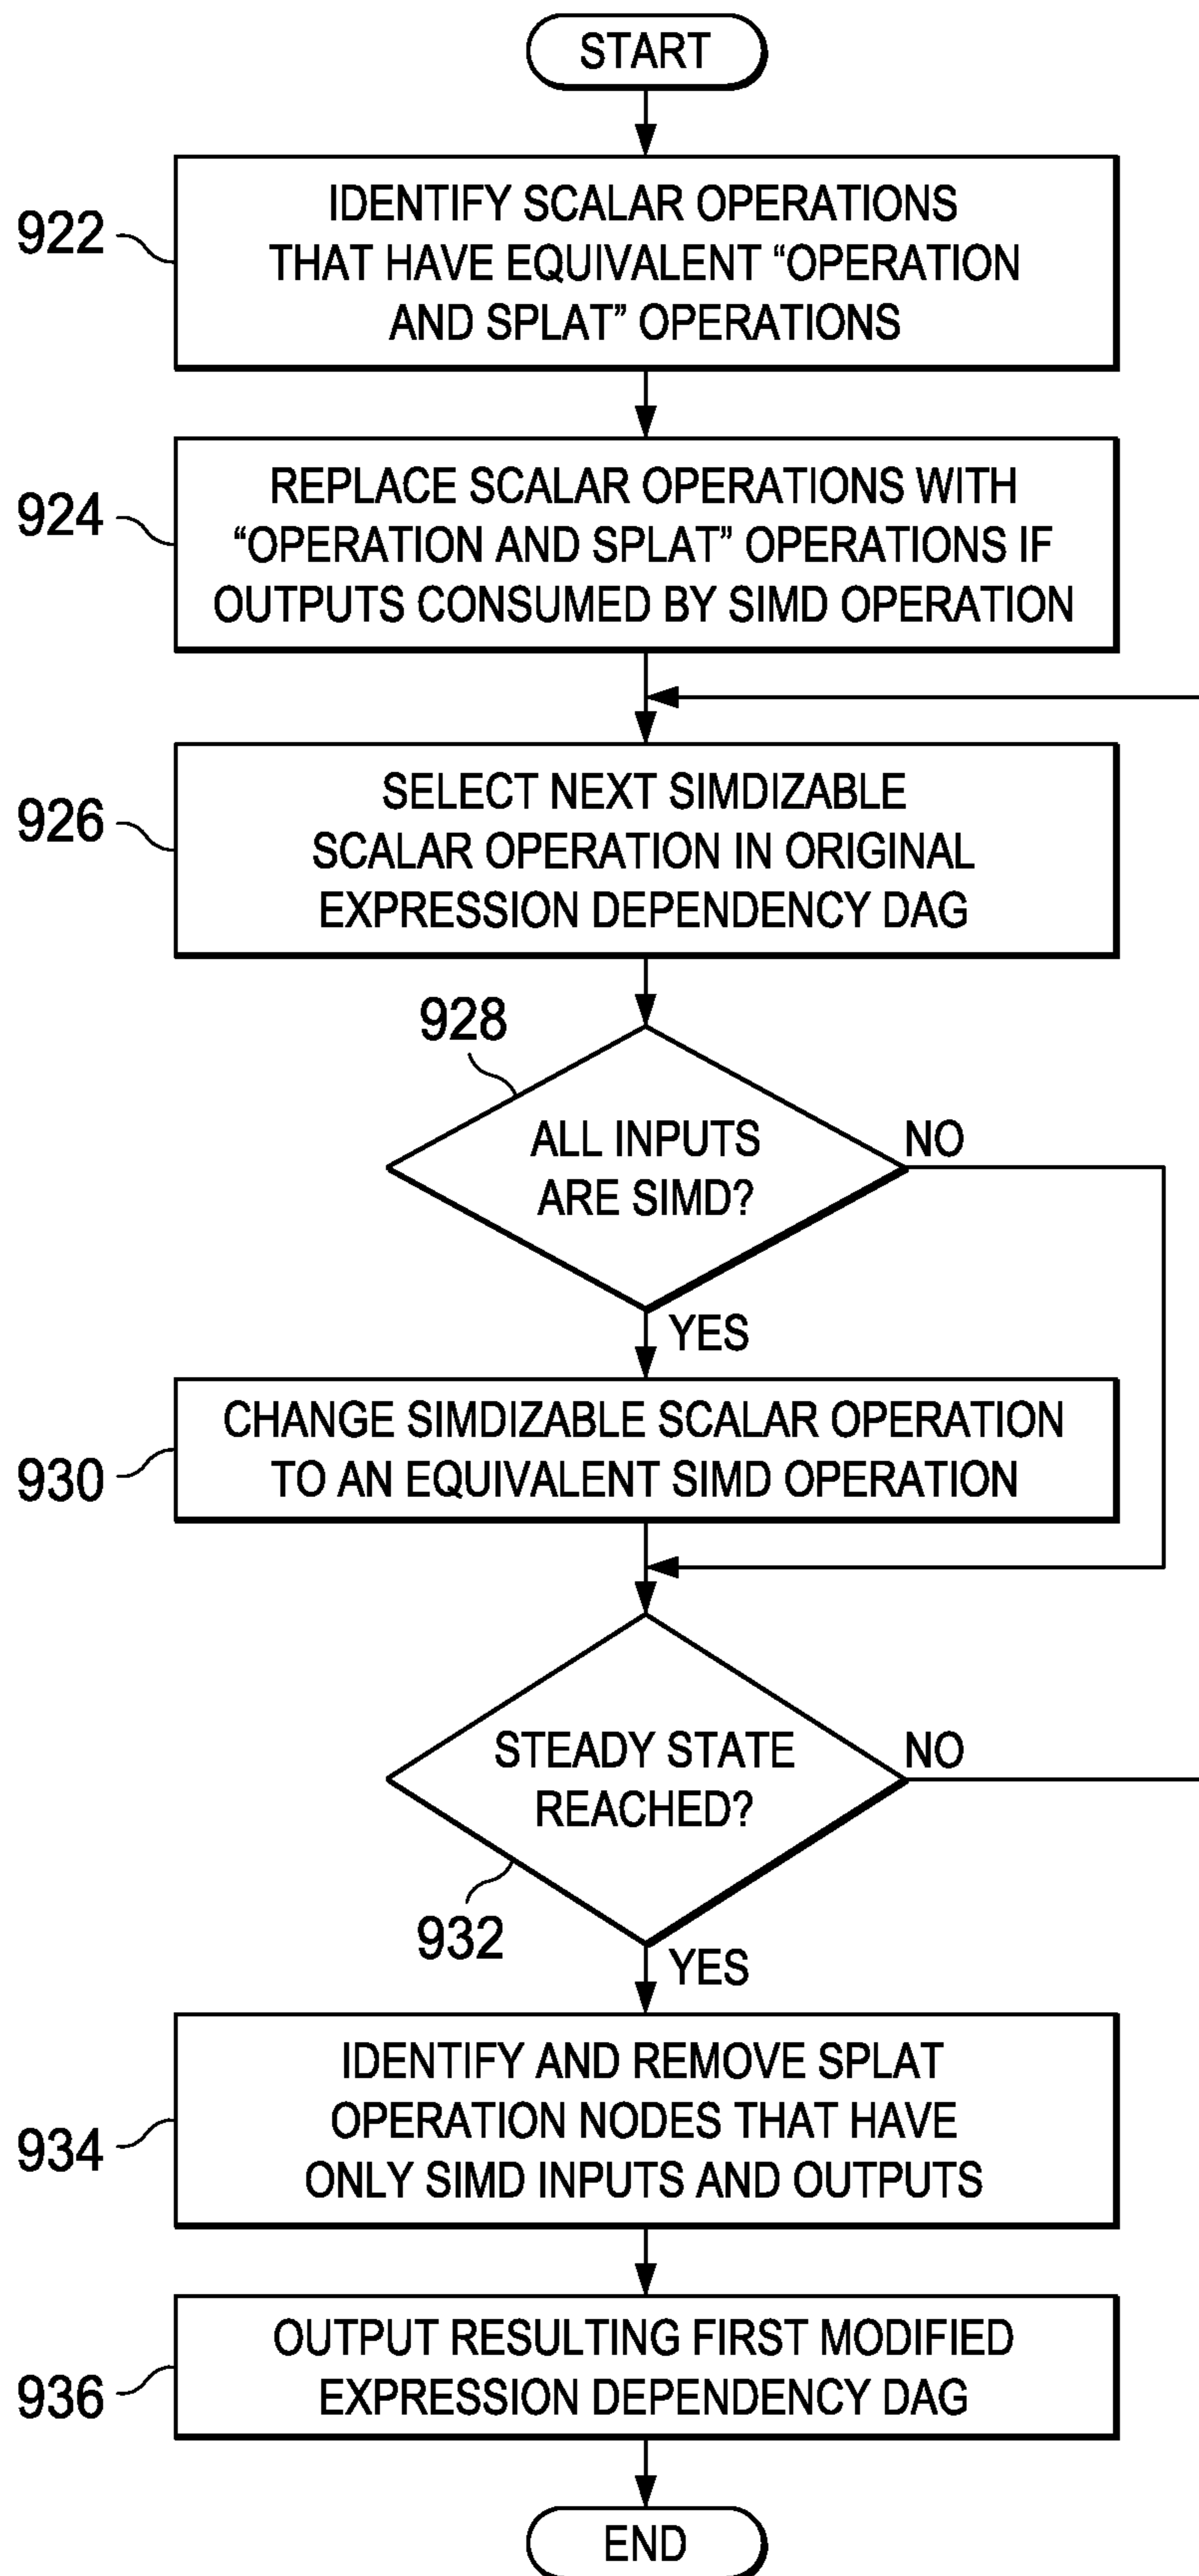 START
922
IDENTIFY SCALAR OPERATIONS
THAT HAVE EQUIVALENT “OPERATION
AND SPLAT” OPERATIONS
924
REPLACE SCALAR OPERATIONS WITH
“OPERATION AND SPLAT” OPERATIONS IF
OUTPUTS CONSUMED BY SIMD OPERATION
926
SELECT NEXT SIMDIZABLE
SCALAR OPERATION IN ORIGINAL
EXPRESSION DEPENDENCY DAG
928
ALL INPUTS
ARE SIMD?
NO
YES
930
CHANGE SIMDIZABLE SCALAR OPERATION
TO AN EQUIVALENT SIMD OPERATION
STEADY STATE
REACHED?
NO
932
YES
934
IDENTIFY AND REMOVE SPLAT
OPERATION NODES THAT HAVE
ONLY SIMD INPUTS AND OUTPUTS
936
OUTPUT RESULTING FIRST MODIFIED
EXPRESSION DEPENDENCY DAG
END